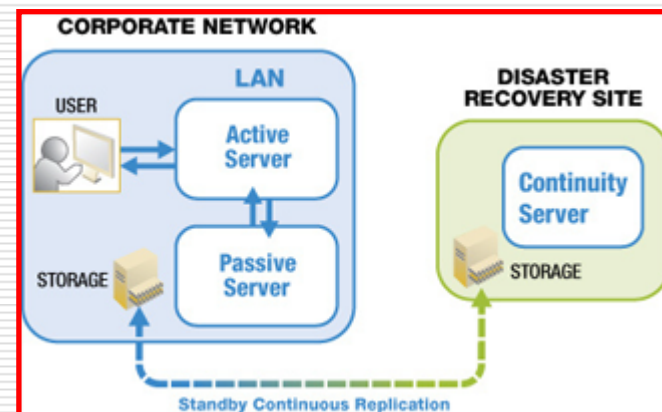 CORPORATE NETWORK
LAN
USER
Active
Server
Passive
Server
STORAGE
DISASTER
RECOVERY SITE
Continuity
Server
STORAGE
Standby Continuous Replication